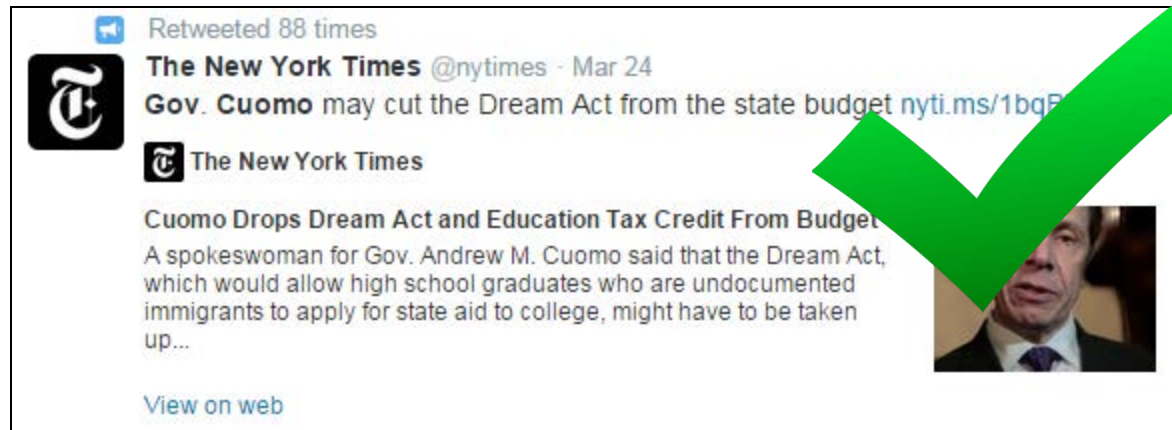 Retweeted 88 times
The New York Times @nytimes · Mar 24
Gov. Cuomo may cut the Dream Act from the state budget
The New York Times
Cuomo Drops Dream Act and Education Tax Credit From Budget
A spokeswoman for Gov. Andrew M. Cuomo said that the Dream Act,
which would allow high school graduates who are undocumented
immigrants to apply for state aid to college, might have to be taken
up...
View on web